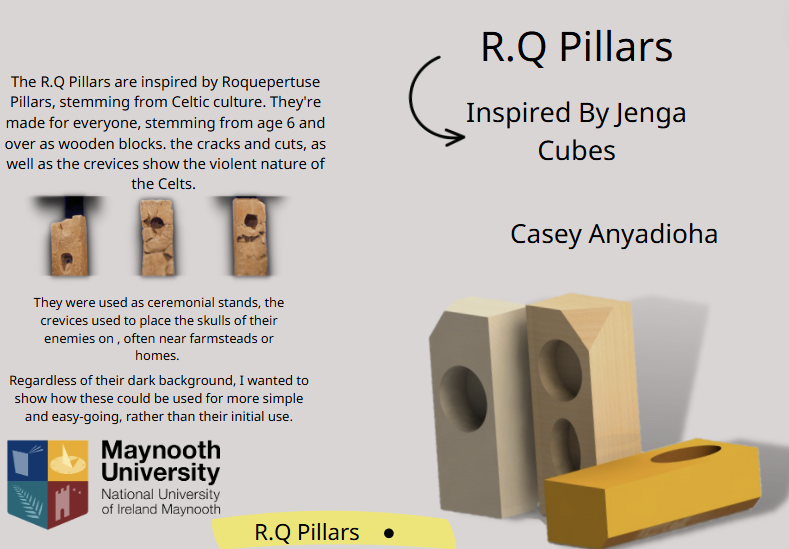 The R.Q Pillars are inspired by Roquepertuse
Pillars, stemming from Celtic culture. They're
made for everyone, stemming from age 6 and
over as wooden blocks. the cracks and cuts, as
well as the crevices show the violent nature of
the Celts.
They were used as ceremonial stands, the
crevices used to place the skulls of their
enemies on , often near farmsteads or
homes.
Regardless of their dark background, I wanted to
show how these could be used for more simple
and easy-going, rather than their initial use.
Maynooth
University
National University
of Ireland Maynooth
R.Q Pillars •
R.Q Pillars
Inspired By Jenga
Cubes
Casey Anyadioha